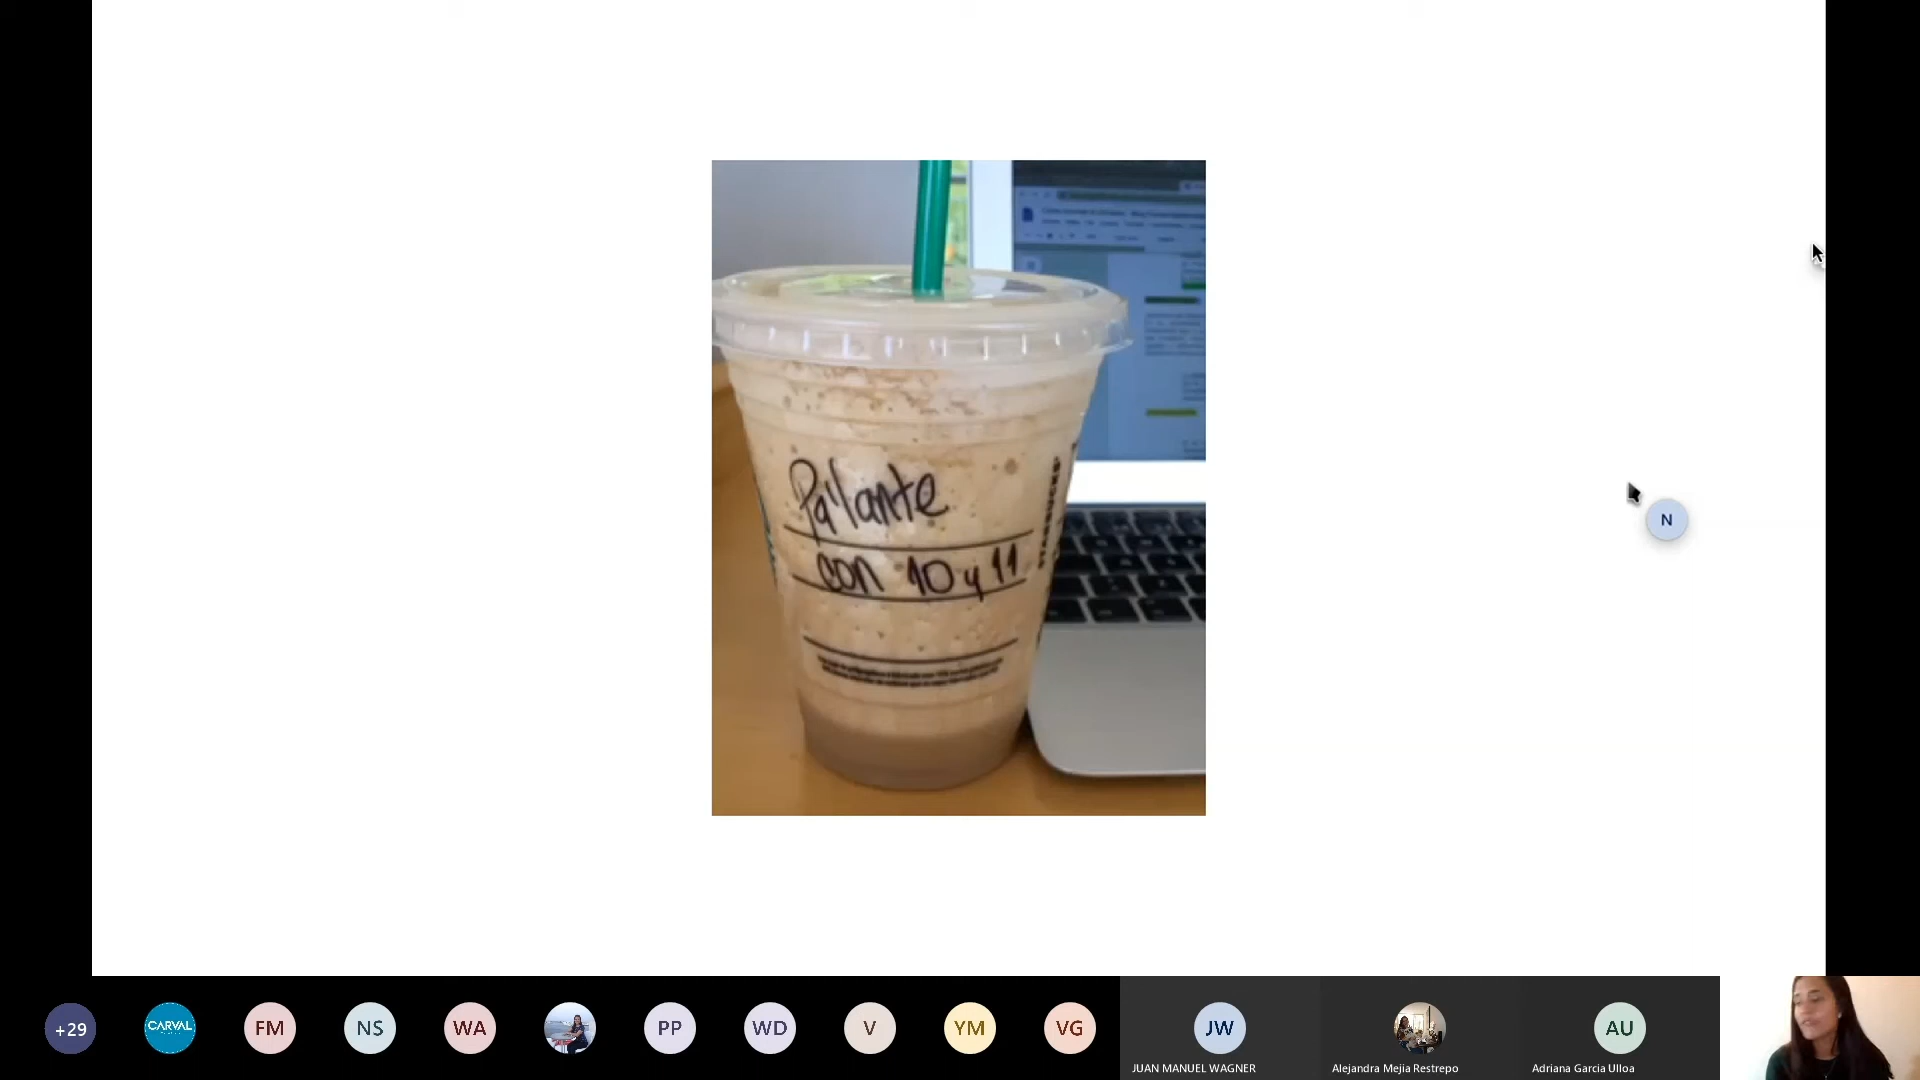 Pa'lante
con 10 y 11
STARBUCKS
N
+29
CARVAL
FM
NS
WA
PP
WD
V
YM
VG
JW
AU
JUAN MANUEL WAGNER
Alejandra Mejia Restrepo
Adriana Garcia Ulloa